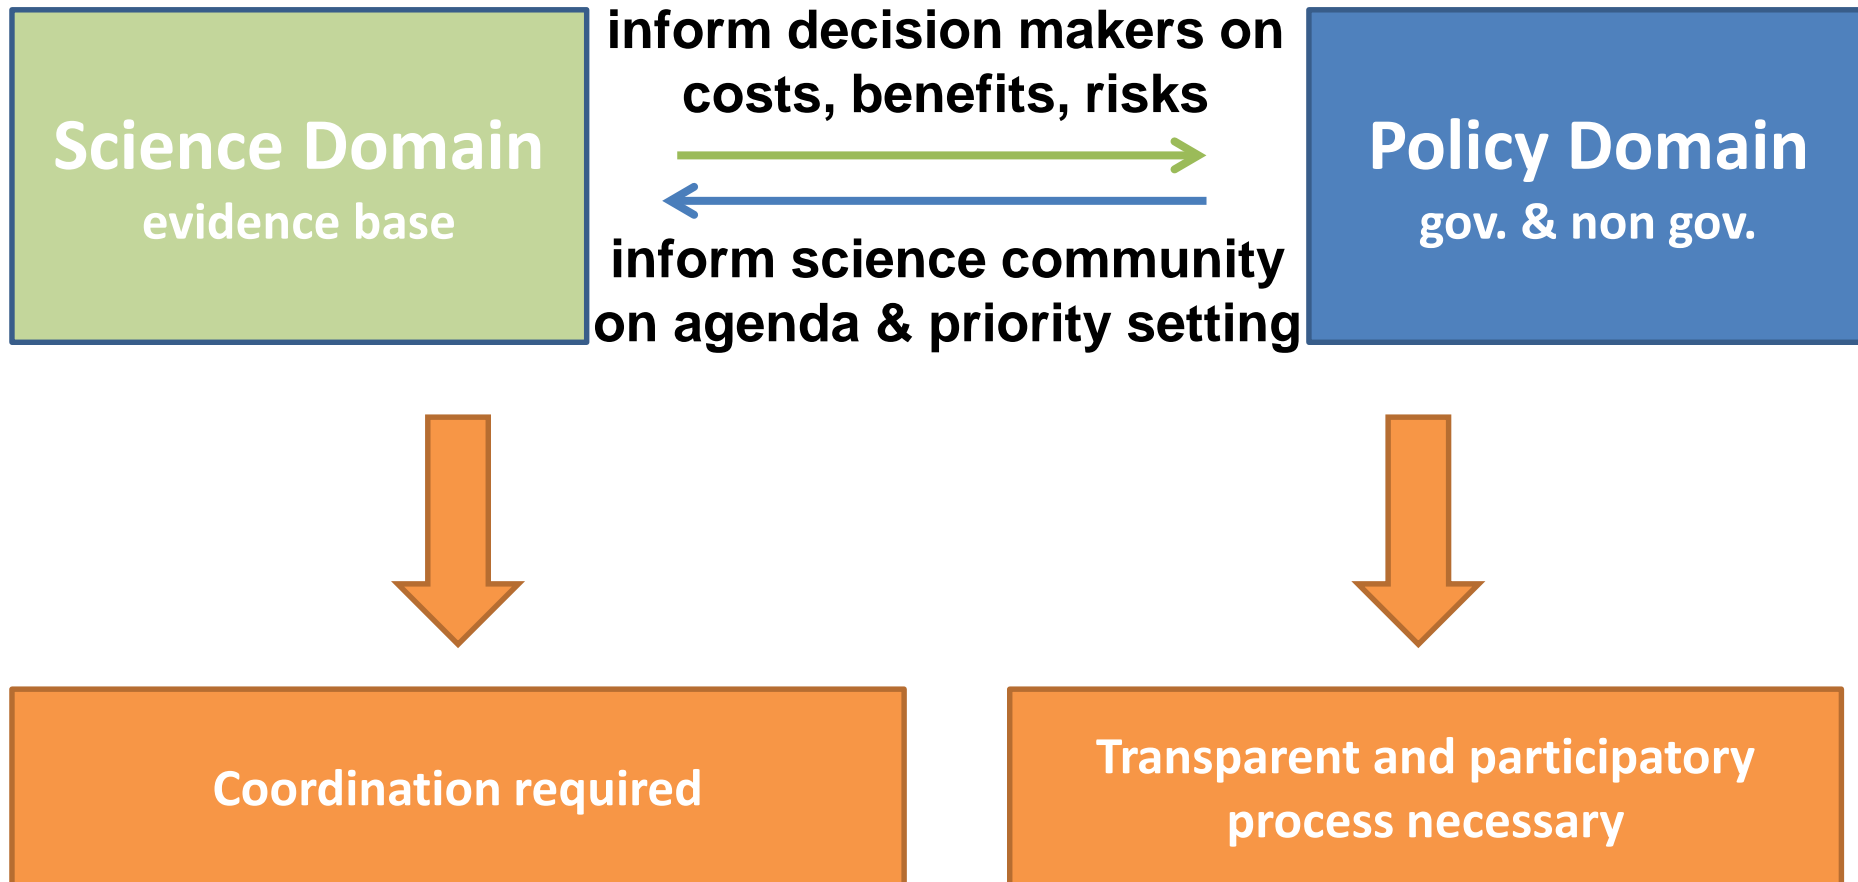 Science Domain
evidence base
inform decision makers on
costs, benefits, risks
inform science community
on agenda & priority setting
Policy Domain
gov. & non gov.
Coordination required
Transparent and participatory
process necessary